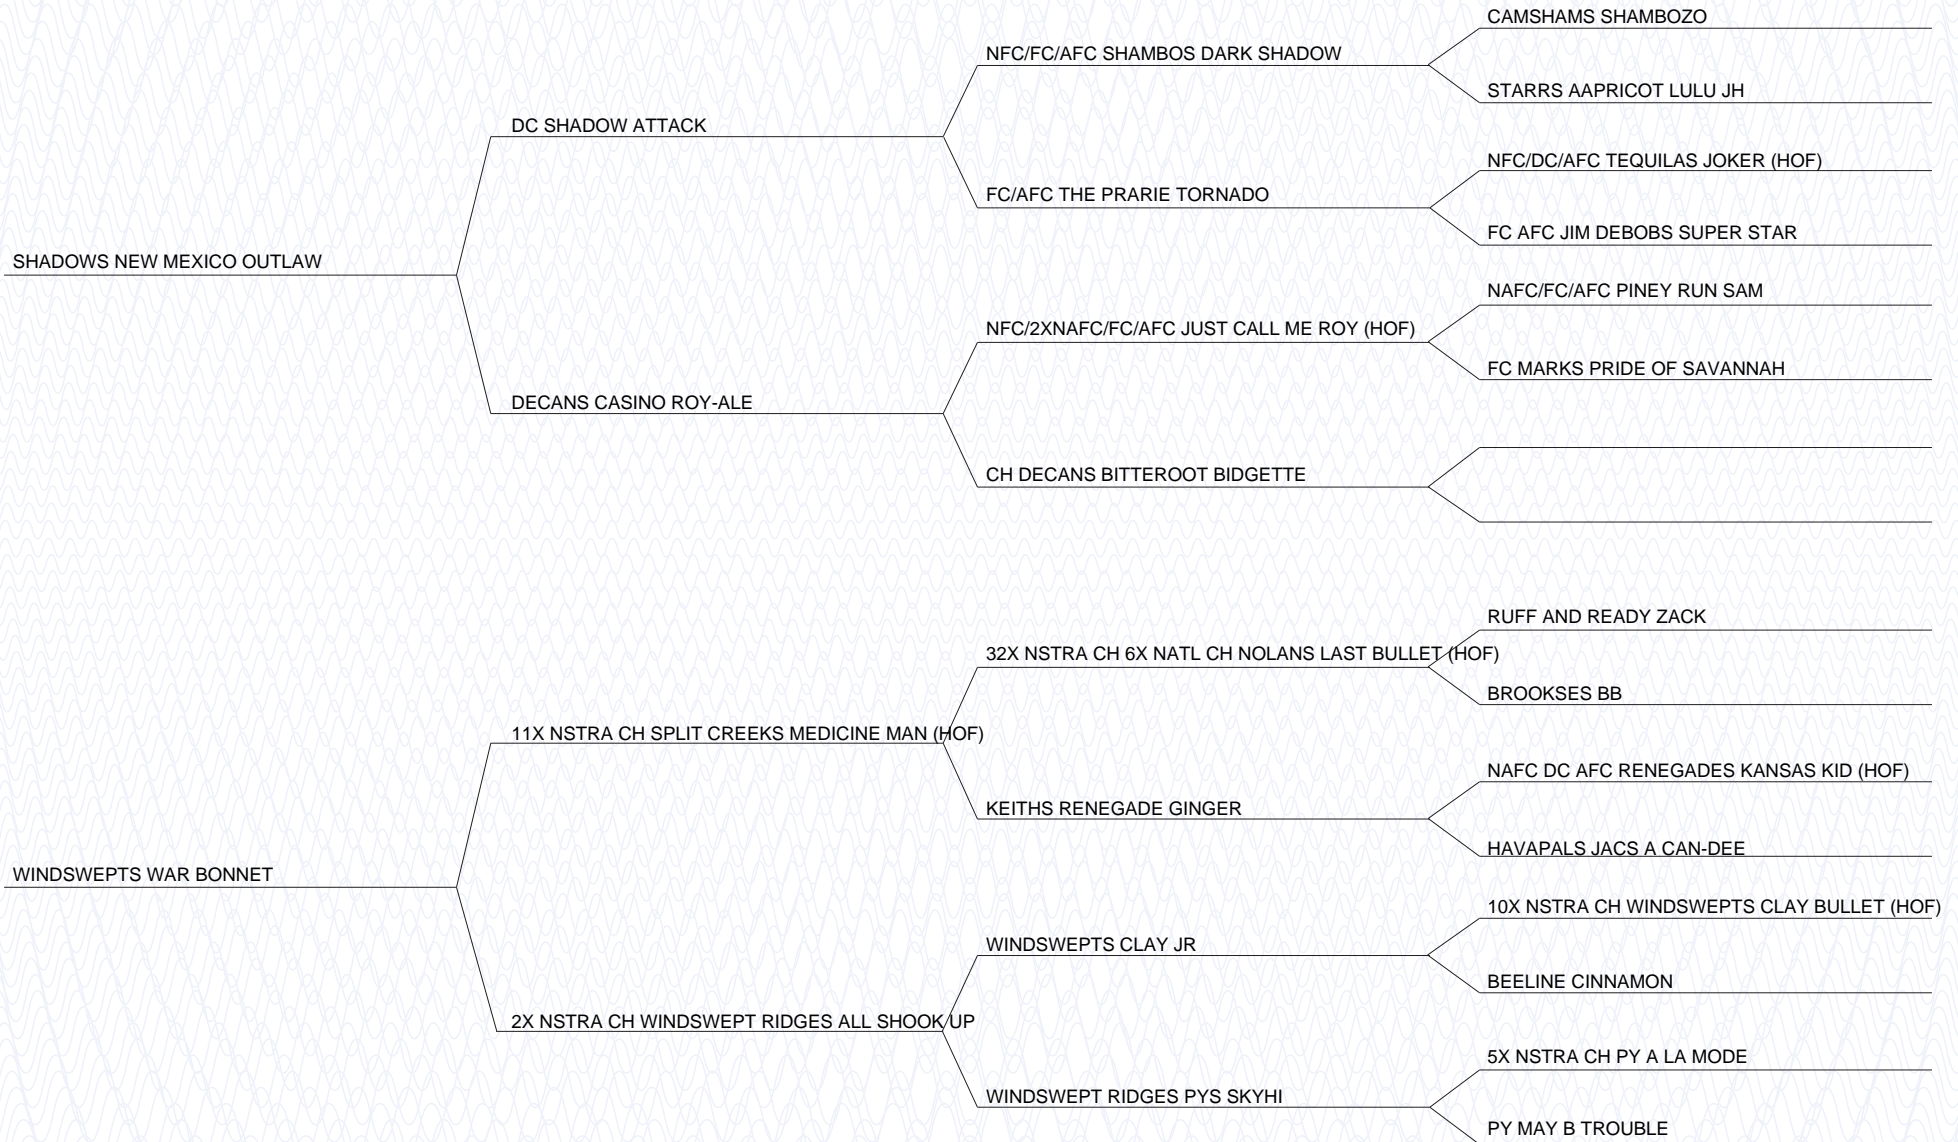 CAMSHAMS SHAMBOZO
NFC/FC/AFC SHAMBOS DARK SHADOW
STARRS AAPRICOT LULU JH
DC SHADOW ATTACK
NFC/DC/AFC TEQUILAS JOKER (HOF)
FC/AFC THE PRARIE TORNADO
FC AFC JIM DEBOBS SUPER STAR
SHADOWS NEW MEXICO OUTLAW
NAFC/FC/AFC PINEY RUN SAM
NFC/2XNAFC/FC/AFC JUST CALL ME ROY (HOF)
FC MARKS PRIDE OF SAVANNAH
DECANS CASINO ROY-ALE
CH DECANS BITTEROOT BIDGETTE
RUFF AND READY ZACK
32X NSTRA CH 6X NATL CH NOLANS LAST BULLET (HOF)
BROOKSES BB
11X NSTRA CH SPLIT CREEKS MEDICINE MAN (HOF)
NAFC DC AFC RENEGADES KANSAS KID (HOF)
KEITHS RENEGADE GINGER
HAVAPALS JACS A CAN-DEE
WINDSWEPTS WAR BONNET
10X NSTRA CH WINDSWEPTS CLAY BULLET (HOF)
WINDSWEPTS CLAY JR
BEELINE CINNAMON
2X NSTRA CH WINDSWEPT RIDGES ALL SHOOK UP
5X NSTRA CH PY A LA MODE
WINDSWEPT RIDGES PYS SKYHI
PY MAY B TROUBLE